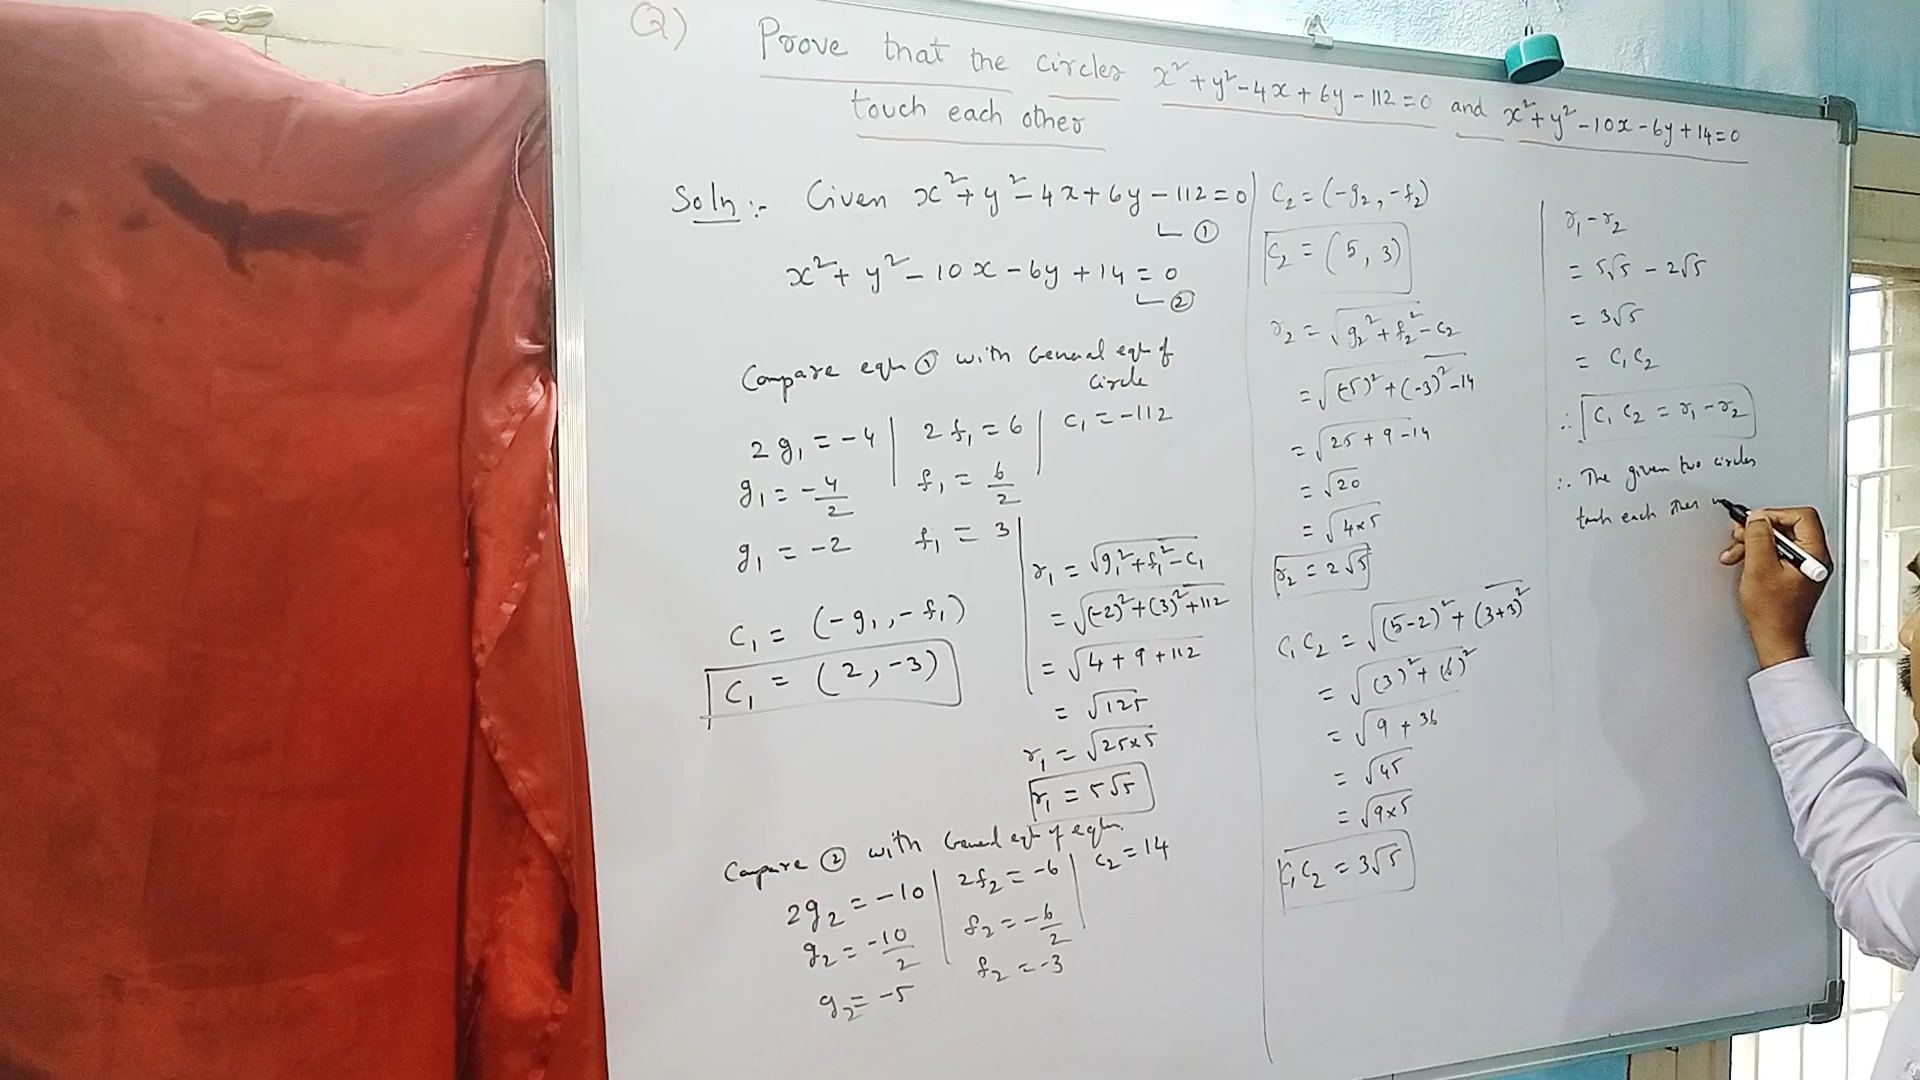 Q) Prove that the circles x²+y²-4x+6y-112=0 and x²+y²-10x-6y+14=0
touch each other
Soln:- Given x²+y²-4x+6y-112=0
①
x²+y²-10x-6y+14=0
②
Compare eqn ① with General eqn of
circle
2g₁=-4 | 2f₁=6 | c₁=-112
g₁=-4/2 f₁=6/2
g₁=-2 f₁=3
C₁=(-g₁,-f₁)
C₁=(2,-3)
r₁=√g₁²+f₁²-c₁
=√(-2)²+(3)²+112
=√4+9+112
=√125
r₁=√25×5
r₁=5√5
Compare ② with General eqn of eqtn.
2g₂=-10 | 2f₂=-6 | c₂=14
g₂=-10/2 f₂=-6/2
g₂=-5 f₂=-3
C₂=(-g₂,-f₂)
C₂=(5,3)
r₂=√g₂²+f₂²-c₂
=√(-5)²+(-3)²-14
=√25+9-14
=√20
=√4×5
r₂=2√5
C₁C₂=√(5-2)²+(3+3)²
=√(3)²+(6)²
=√9+36
=√45
=√9×5
C₁C₂=3√5
r₁-r₂
=5√5-2√5
=3√5
=C₁C₂
∴ C₁C₂=r₁-r₂
∴ The given two circles
touch each other